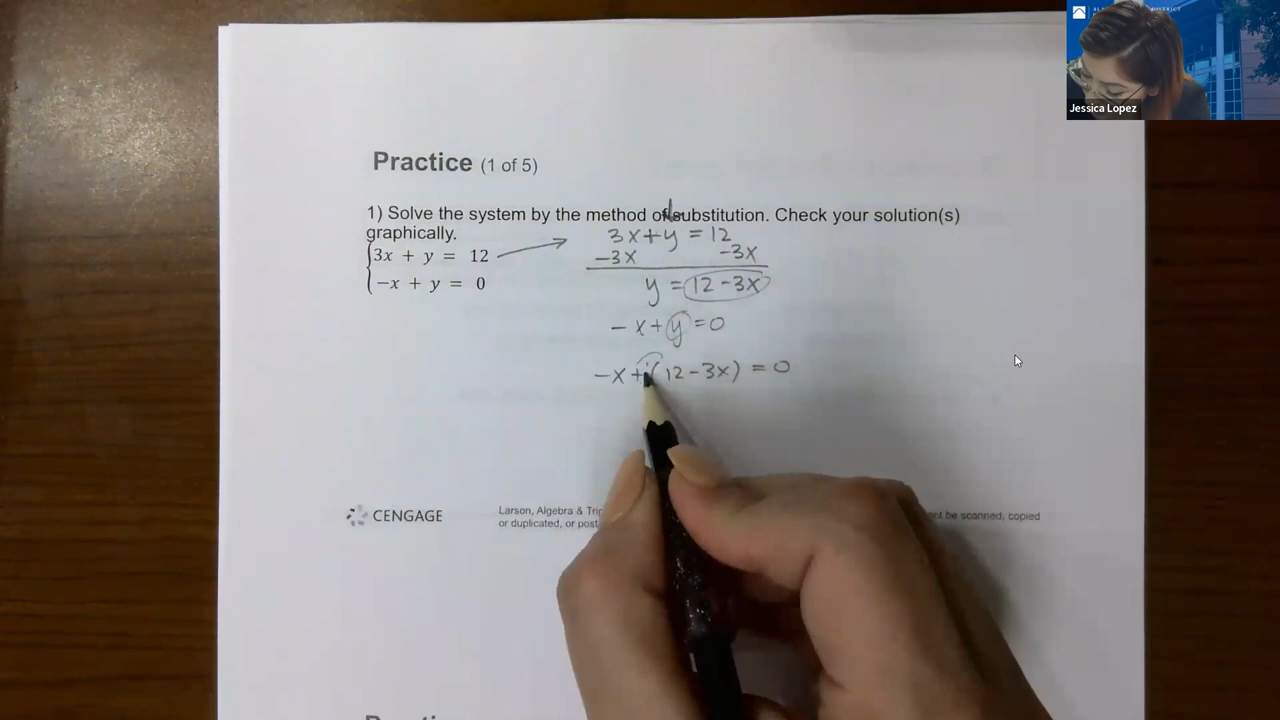 Jessica Lopez
Practice (1 of 5)
1) Solve the system by the method of substitution. Check your solution(s)
graphically.
3x + y = 12
−x + y = 0
3x+y = 12
−3x −3x
y = 12 −3x
− x + y = 0
−x + (12 − 3x) = 0
CENGAGE
Larson, Algebra &
or duplicated, or
be scanned, copied